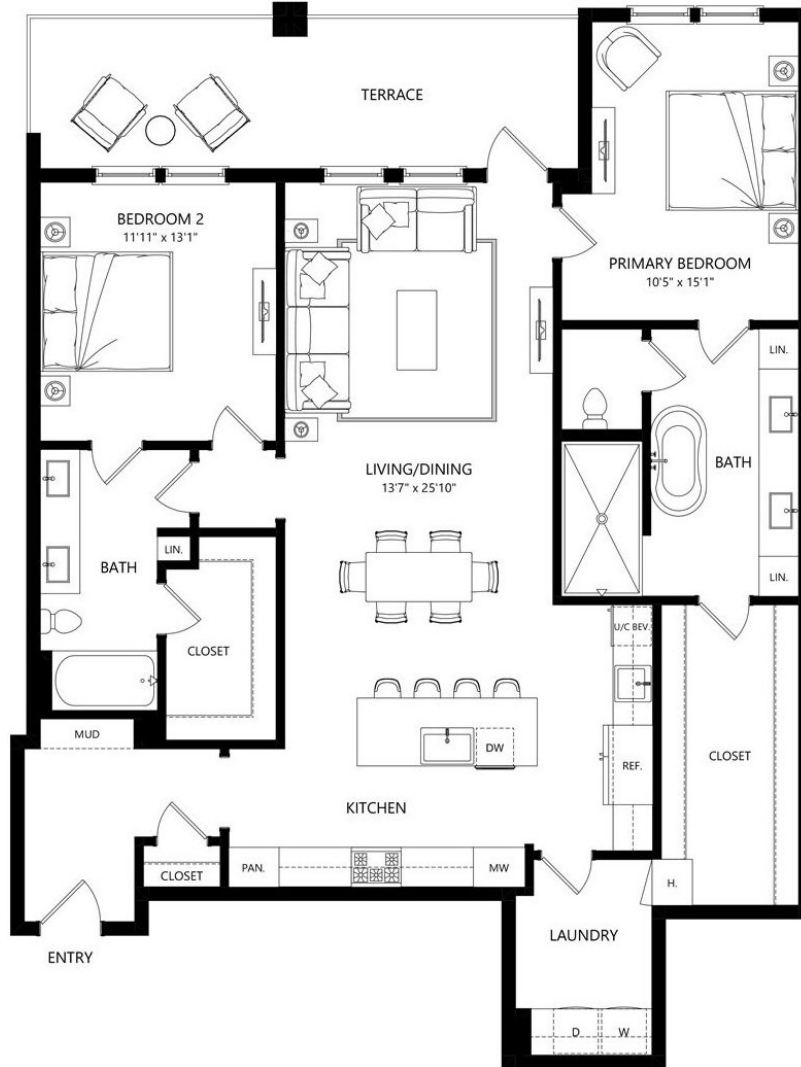 TERRACE
BEDROOM 2
11'11" x 13'1"
PRIMARY BEDROOM
10'5" x 15'1"
LIN.
LIVING/DINING
13'7" x 25'10"
BATH
LIN.
BATH
LIN.
CLOSET
U/C BEV.
MUD
DW
REF.
CLOSET
KITCHEN
PAN.
MW
CLOSET
H.
ENTRY
LAUNDRY
D
W